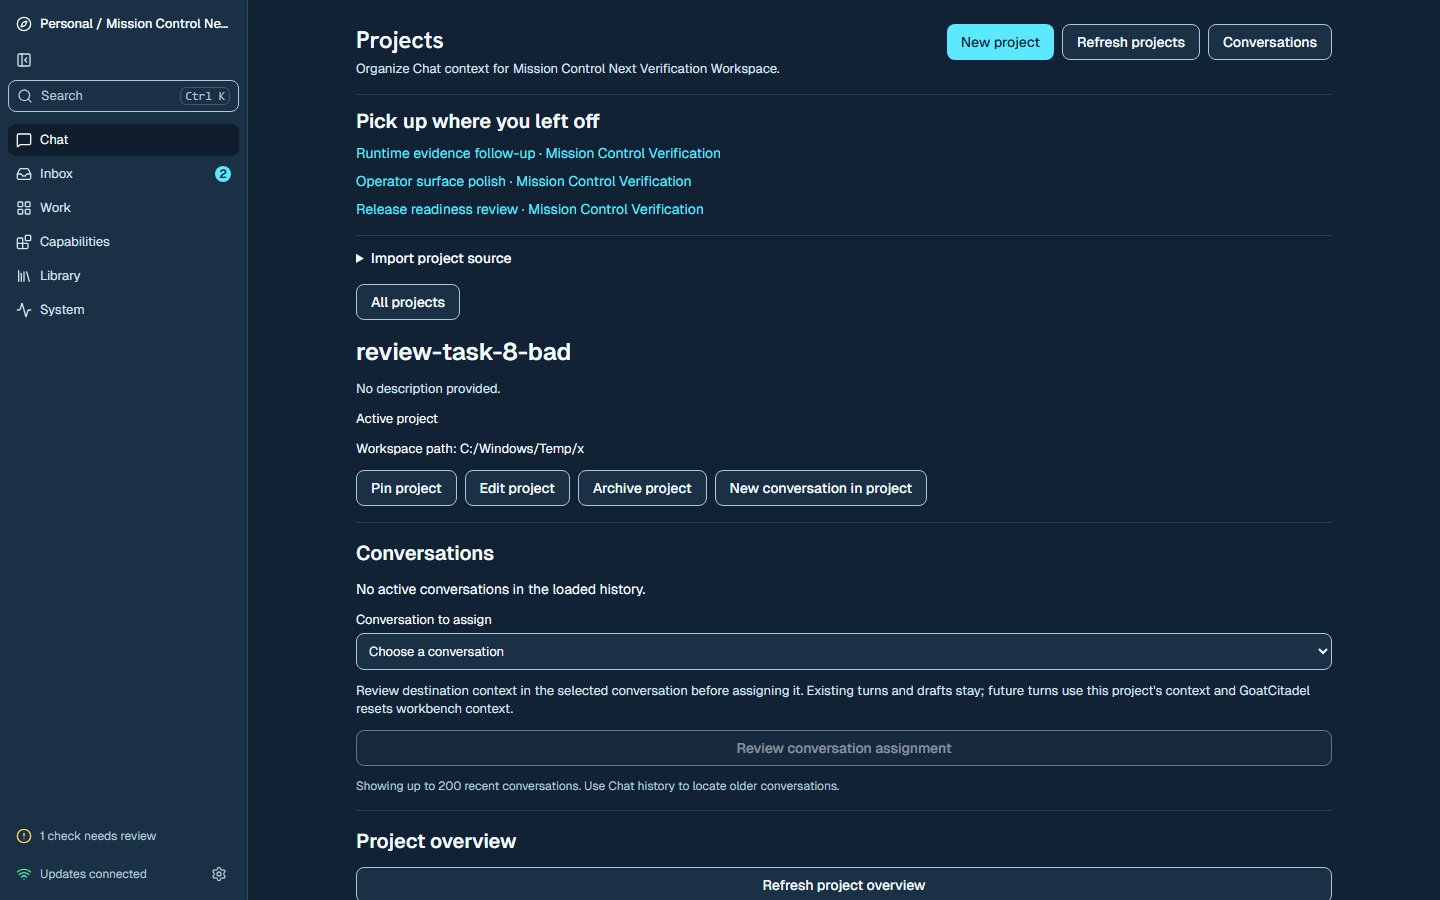 Personal / Mission Control Ne...
Search
Ctrl K
Chat
Inbox
2
Work
Capabilities
Library
System
1 check needs review
Updates connected
Projects
Organize Chat context for Mission Control Next Verification Workspace.
New project
Refresh projects
Conversations
Pick up where you left off
Runtime evidence follow-up · Mission Control Verification
Operator surface polish · Mission Control Verification
Release readiness review · Mission Control Verification
Import project source
All projects
review-task-8-bad
No description provided.
Active project
Workspace path: C:/Windows/Temp/x
Pin project
Edit project
Archive project
New conversation in project
Conversations
No active conversations in the loaded history.
Conversation to assign
Choose a conversation
Review destination context in the selected conversation before assigning it. Existing turns and drafts stay; future turns use this project's context and GoatCitadel
resets workbench context.
Review conversation assignment
Showing up to 200 recent conversations. Use Chat history to locate older conversations.
Project overview
Refresh project overview